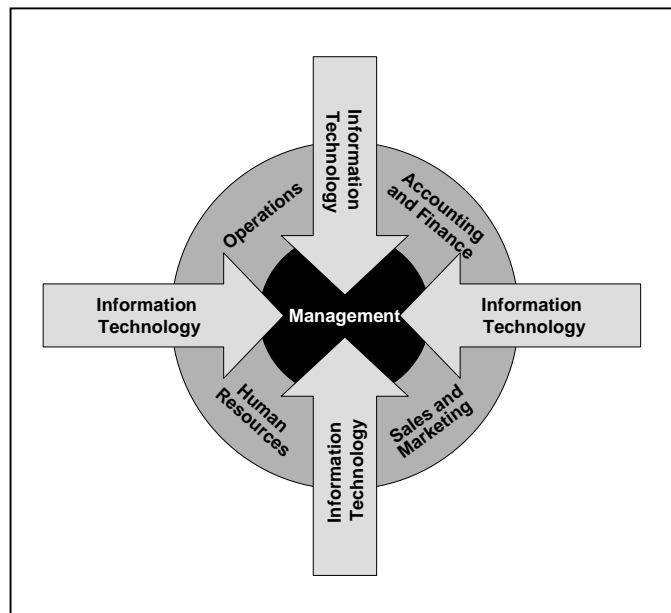 Information
Technology
Operations
Accounting
and Finance
Information
Technology
Management
Information
Technology
Human
Resources
Information
Technology
Sales and
Marketing